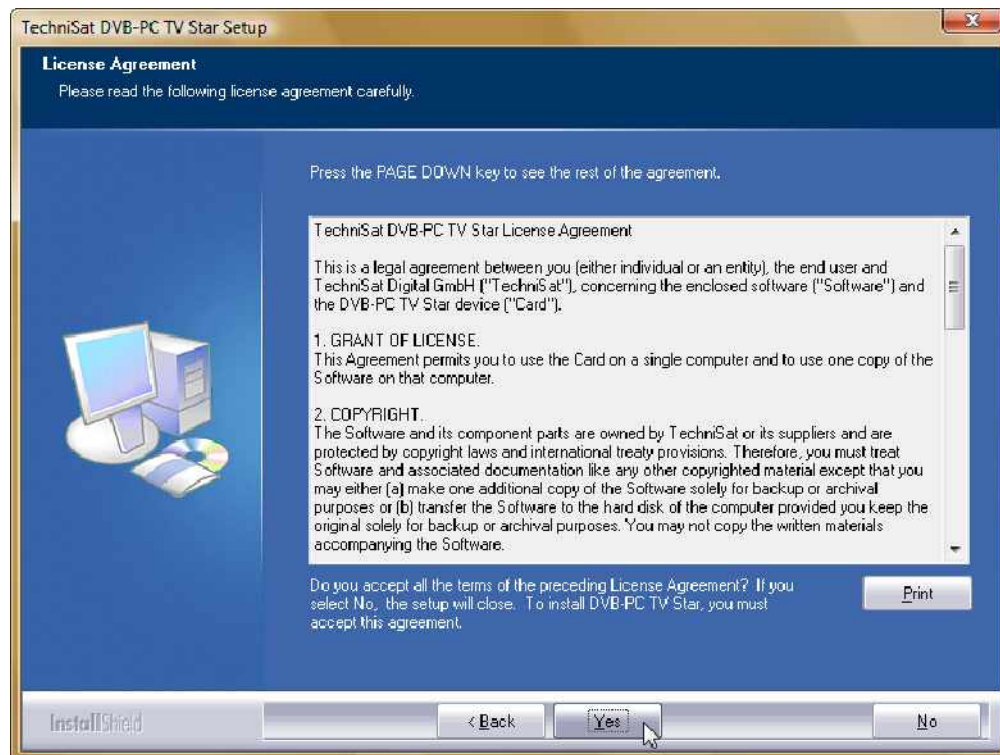 TechniSat DVB-PC TV Star Setup
License Agreement
Please read the following license agreement carefully.
Press the PAGE DOWN key to see the rest of the agreement.
TechniSat DVB-PC TV Star License Agreement
This is a legal agreement between you (either individual or an entity), the end user and
TechniSat Digital GmbH ("TechniSat"), concerning the enclosed software ("Software") and
the DVB-PC TV Star device ("Card").
1. GRANT OF LICENSE.
This Agreement permits you to use the Card on a single computer and to use one copy of the
Software on that computer.
2. COPYRIGHT.
The Software and its component parts are owned by TechniSat or its suppliers and are
protected by copyright laws and international treaty provisions. Therefore, you must treat
Software and associated documentation like any other copyrighted material except that you
may either (a) make one additional copy of the Software solely for backup or archival
purposes or (b) transfer the Software to the hard disk of the computer provided you keep the
original solely for backup or archival purposes. You may not copy the written materials
accompanying the Software.
Do you accept all the terms of the preceding License Agreement? If you
select No, the setup will close. To install DVB-PC TV Star, you must
accept this agreement.
Print
InstallShield
< Back
Yes
No